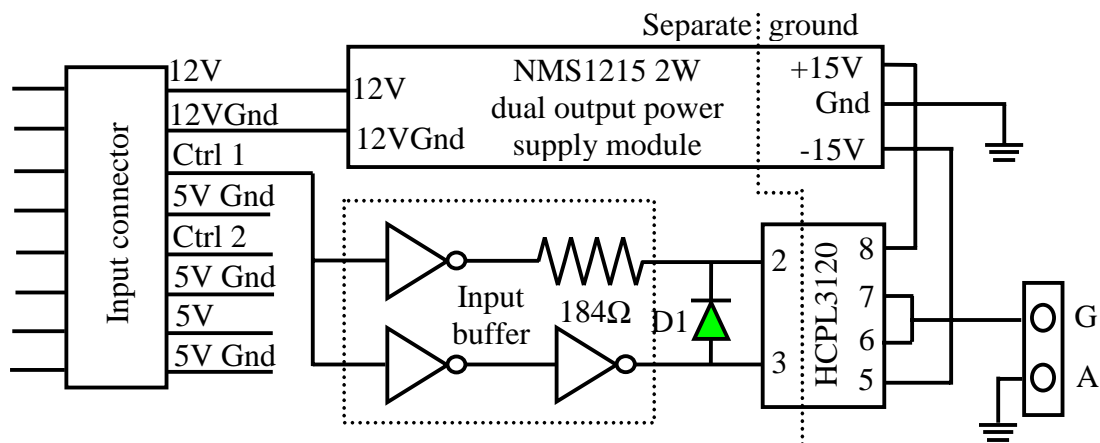 Separate ground
Input connector
12V
12VGnd
Ctrl 1
5V Gnd
Ctrl 2
5V Gnd
5V
5V Gnd
12V
12VGnd
NMS1215 2W
dual output power
supply module
+15V
Gnd
-15V
Input
buffer
184Ω
D1
2
3
HCPL3120
8
7
6
5
G
A